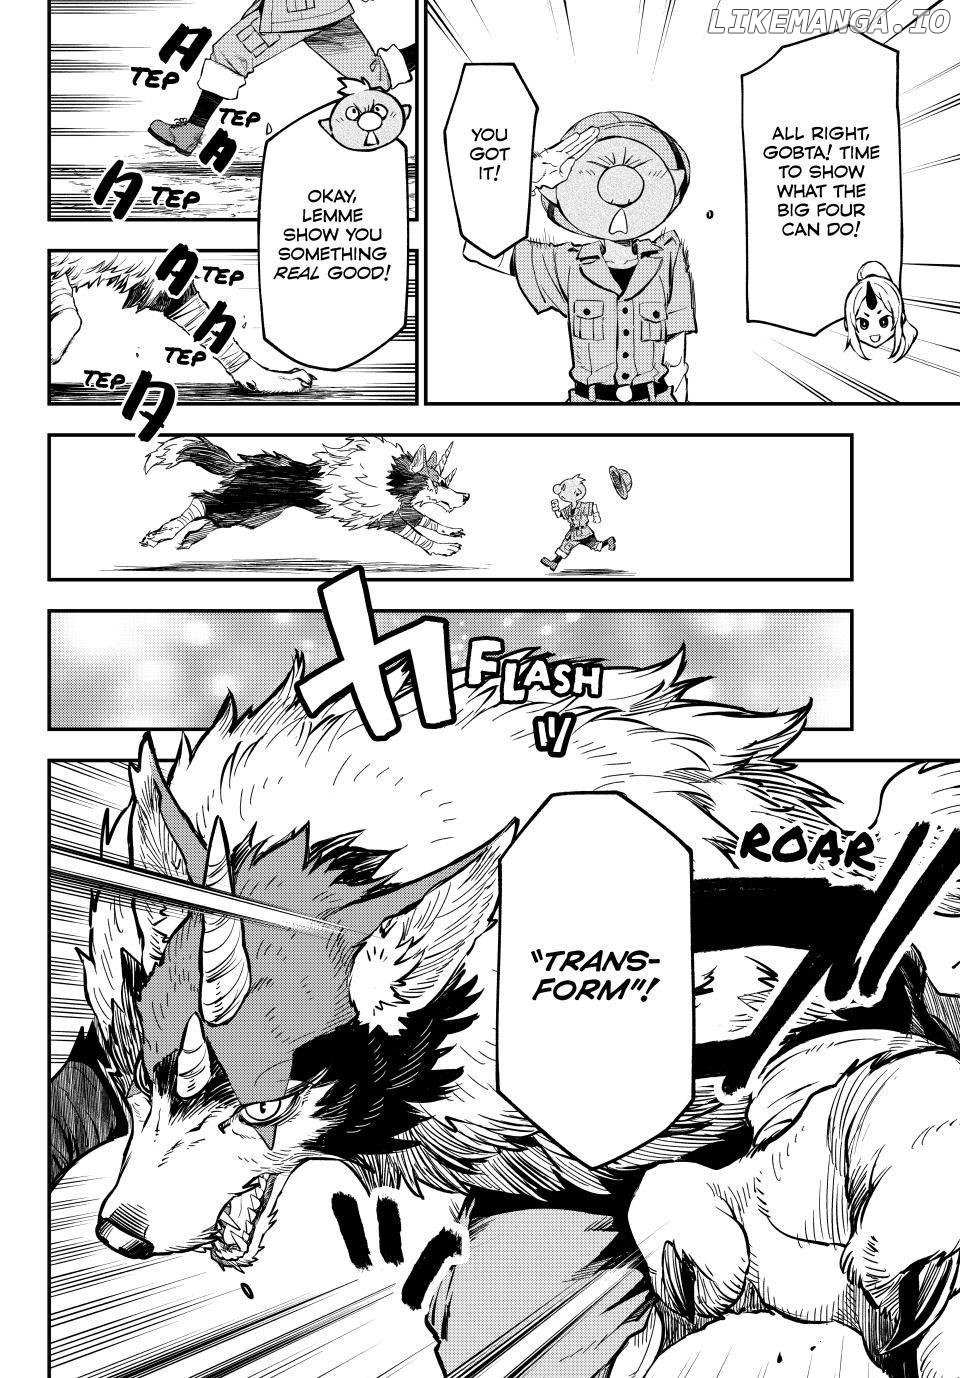 LIKEMANGA.IO
ALL RIGHT,
GOBTA! TIME
TO SHOW
WHAT THE
BIG FOUR
CAN DO!
YOU
GOT
IT!
タ
TEP
タ
TEP
タ
TEP
OKAY,
LEMME
SHOW YOU
SOMETHING
REAL GOOD!
タ
TEP
タ
TEP
タ
TEP
カッ
FLASH
ROAR
"TRANS-
FORM"!